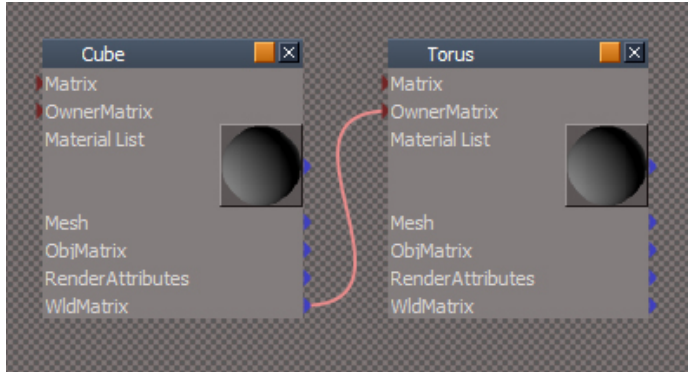 Cube
Matrix
OwnerMatrix
Material List
Mesh
ObjMatrix
RenderAttributes
WldMatrix
Torus
Matrix
OwnerMatrix
Material List
Mesh
ObjMatrix
RenderAttributes
WldMatrix